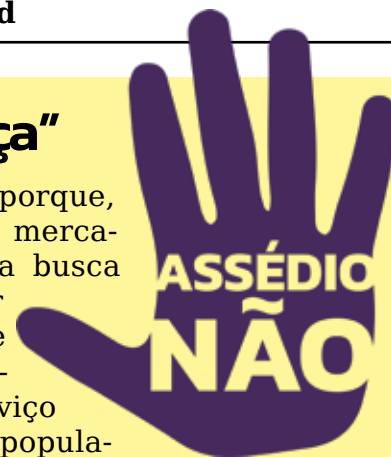 d
ça”
porque,
merca-
a busca
r
e
-
viço
popula-
ASSÉDIO
NÃO